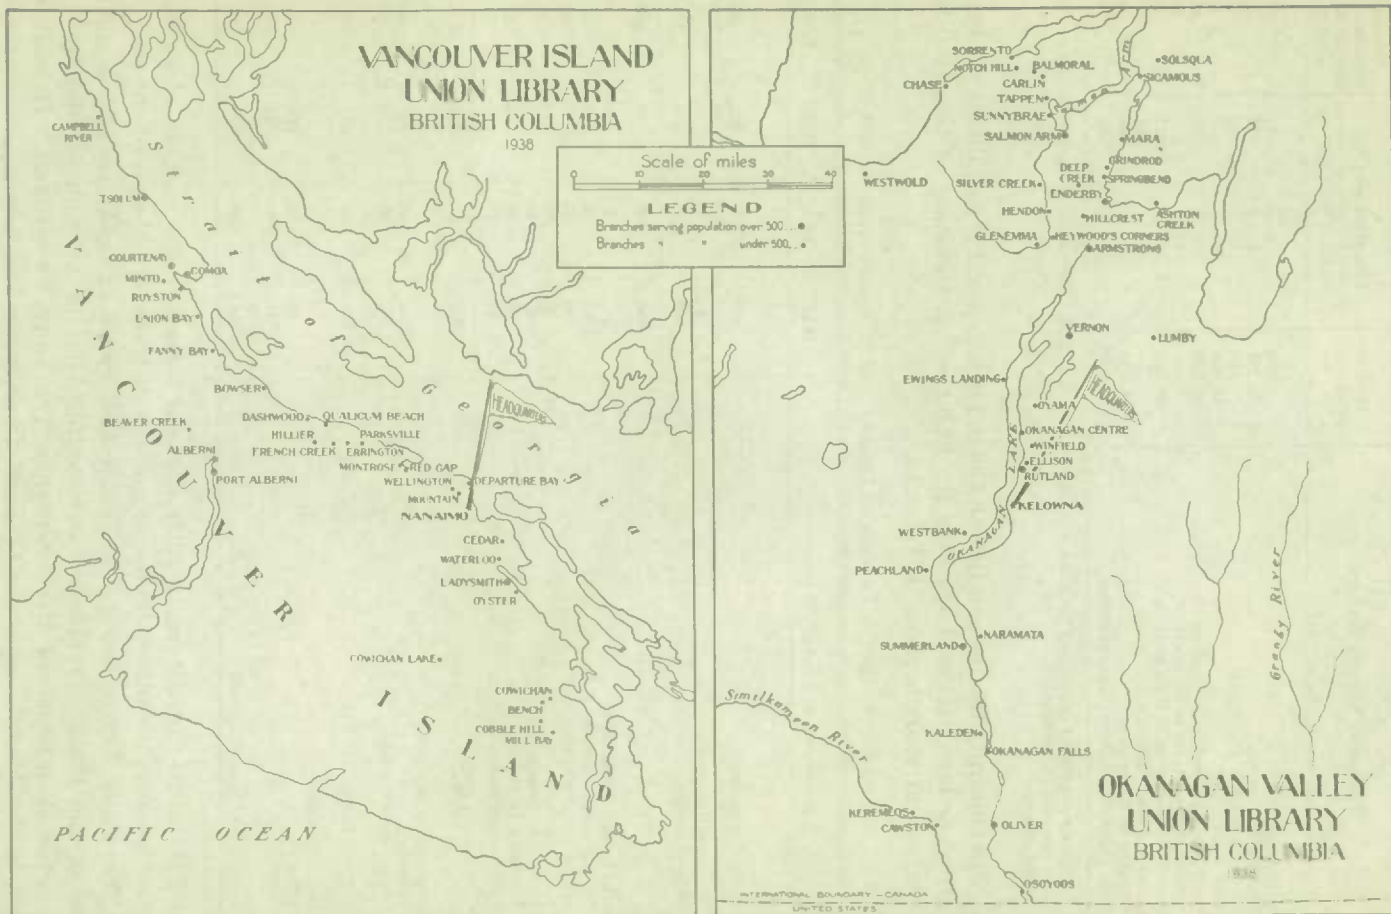 VANCOUVER ISLAND
UNION LIBRARY
BRITISH COLUMBIA
1938
CAMPBELL
RIVER
TSOLUM
COURTENAY
COMOX
MINTO
ROYSTON
UNION BAY
FANNY BAY
BOWSER
DASHWOOD
QUALICUM BEACH
BEAVER CREEK
HILLIER
PARKSVILLE
FRENCH CREEK
ERRINGTON
ALBERNI
MONTROSE
RED GAP
PORT ALBERNI
WELLINGTON
DEPARTURE BAY
MOUNTAIN
NANAIMO
HEADQUARTERS
CEDAR
WATERLOO
LADYSMITH
OYSTER
COWICHAN LAKE
COWICHAN
BENCH
COBBLE HILL
MILL BAY
Strait of Georgia
VANCOUVER ISLAND
PACIFIC OCEAN
Scale of miles
0 10 20 30 40
LEGEND
Branches serving population over 500...
Branches " " under 500...
SORRENTO
NOTCH HILL
BALMORAL
SOLSQUA
CARLIN
SICAMOUS
CHASE
TAPPEN
SUNNYBRAE
SALMON ARM
MARA
GRINDROD
DEEP
CREEK
SPRINGBEND
WESTWOLD
SILVER CREEK
ENDERBY
HENDON
HILLCREST
ASHTON
CREEK
GLENEMMA
HEYWOOD'S CORNERS
ARMSTRONG
VERNON
LUMBY
EWINGS LANDING
HEADQUARTERS
OYAMA
OKANAGAN CENTRE
WINFIELD
ELLISON
RUTLAND
KELOWNA
OKANAGAN LAKE
WESTBANK
PEACHLAND
NARAMATA
SUMMERLAND
Granby River
Similkameen River
KALEDEN
OKANAGAN FALLS
KEREMEOS
CAWSTON
OLIVER
OSOYOOS
OKANAGAN VALLEY
UNION LIBRARY
BRITISH COLUMBIA
1938
INTERNATIONAL BOUNDARY - CANADA
UNITED STATES